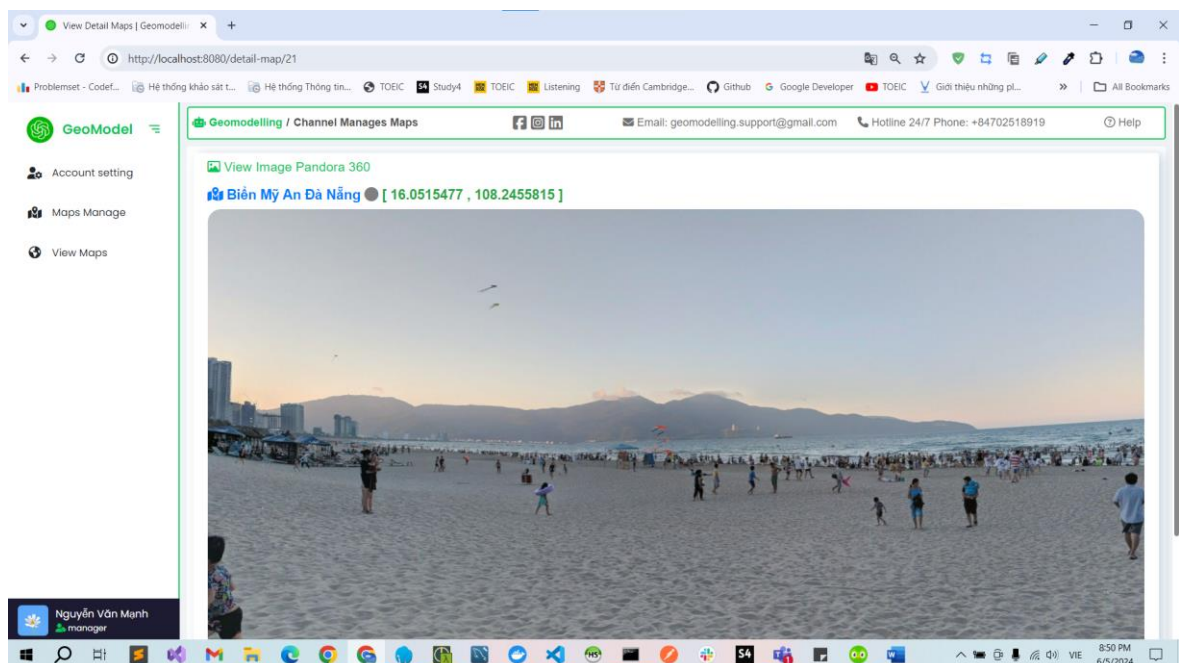 View Detail Maps | Geomodelli
http://localhost:8080/detail-map/21
Problemset - Codef... Hệ thống khảo sát t... Hệ thống Thông tin... TOEIC S4 Study4 TOEIC Listening Từ điển Cambridge... Github Google Developer TOEIC Giới thiệu những pl... All Bookmarks
GeoModel
Geomodelling / Channel Manages Maps Email: geomodelling.support@gmail.com Hotline 24/7 Phone: +84702518919 Help
Account setting
Maps Manage
View Maps
View Image Pandora 360
Biển Mỹ An Đà Nẵng [ 16.0515477 , 108.2455815 ]
Nguyễn Văn Mạnh
manager
S4 VIE 8:50 PM
6/5/2024